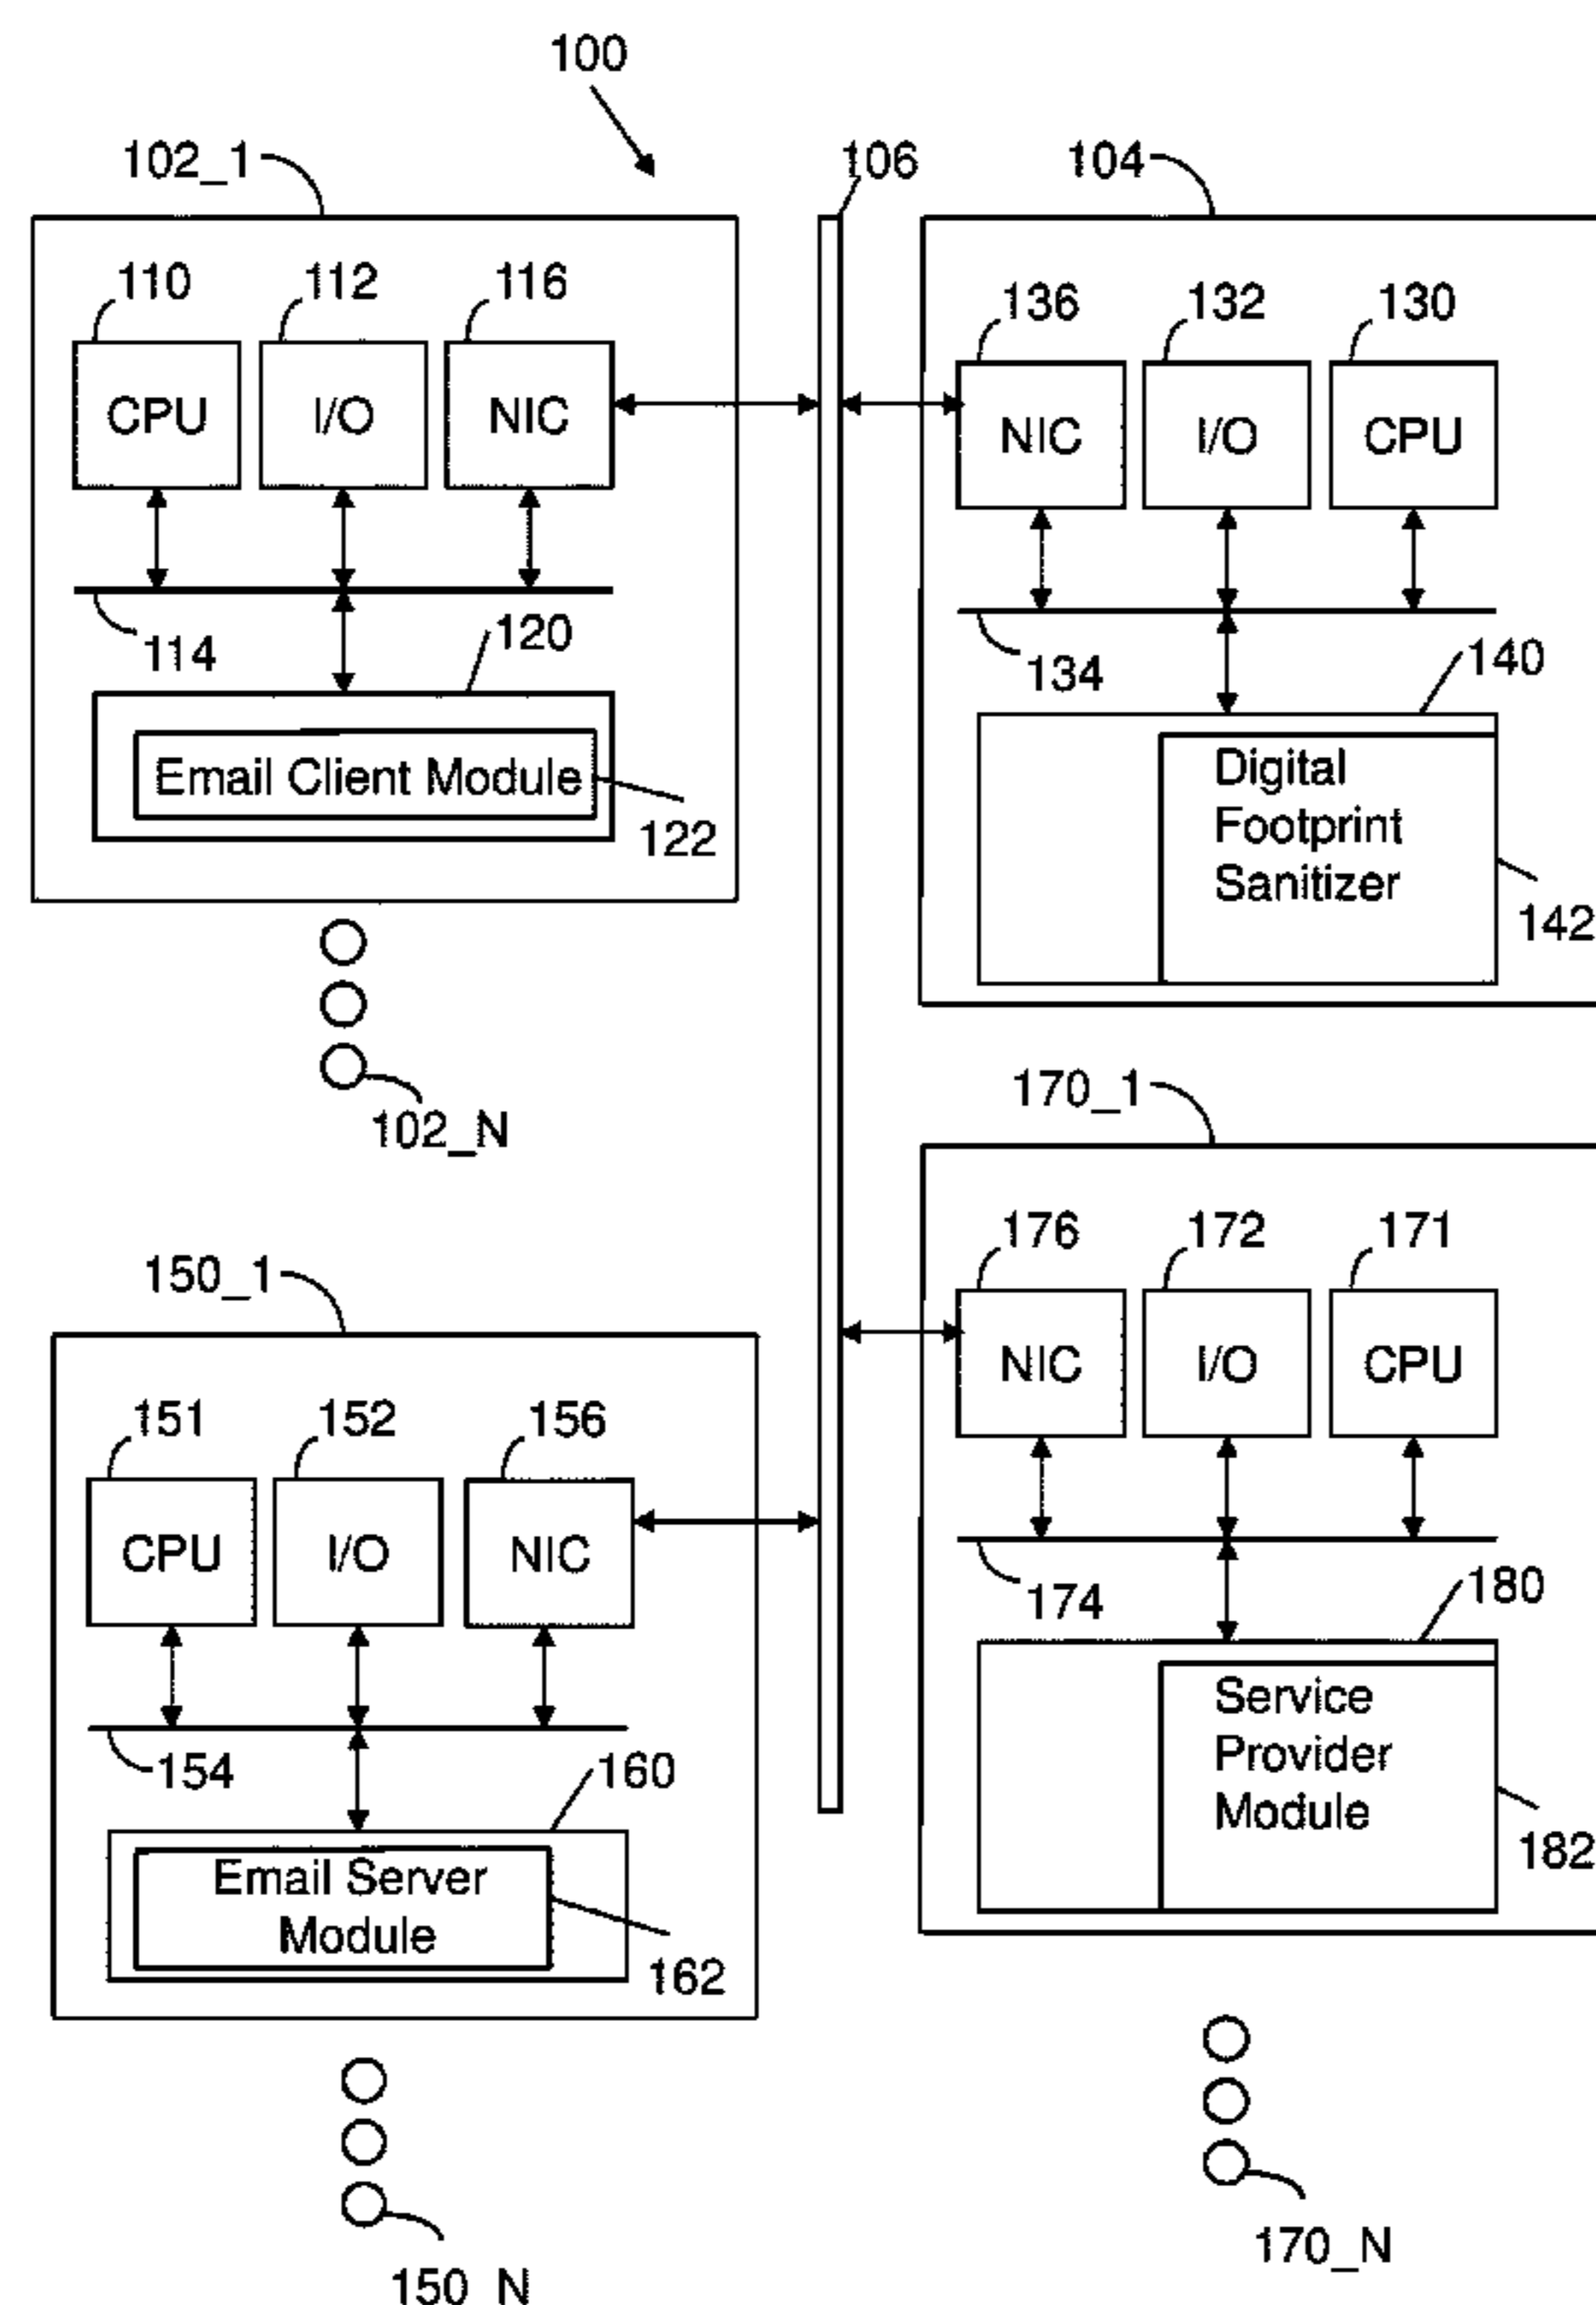 100
102_1
106
104
110
112
116
136
132
130
CPU
I/O
NIC
NIC
I/O
CPU
114
120
134
140
Email Client Module
122
Digital
Footprint
Sanitizer
142
102_N
170_1
150_1
176
172
171
NIC
I/O
CPU
151
152
156
CPU
I/O
NIC
174
180
154
160
Service
Provider
Module
182
Email Server
Module
162
150_N
170_N